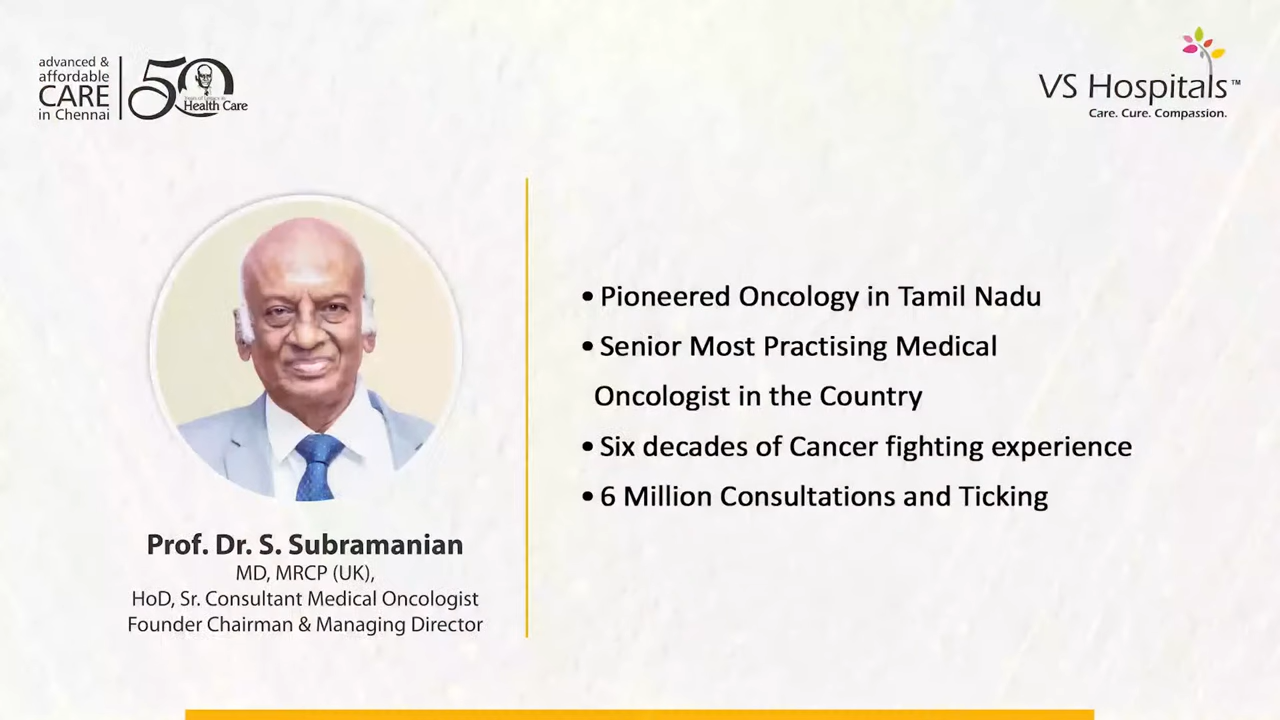 advanced &
affordable
CARE
in Chennai
50
Health Care
VS Hospitals™
Care. Cure. Compassion.
• Pioneered Oncology in Tamil Nadu
• Senior Most Practising Medical
Oncologist in the Country
• Six decades of Cancer fighting experience
• 6 Million Consultations and Ticking
Prof. Dr. S. Subramanian
MD, MRCP (UK),
HoD, Sr. Consultant Medical Oncologist
Founder Chairman & Managing Director